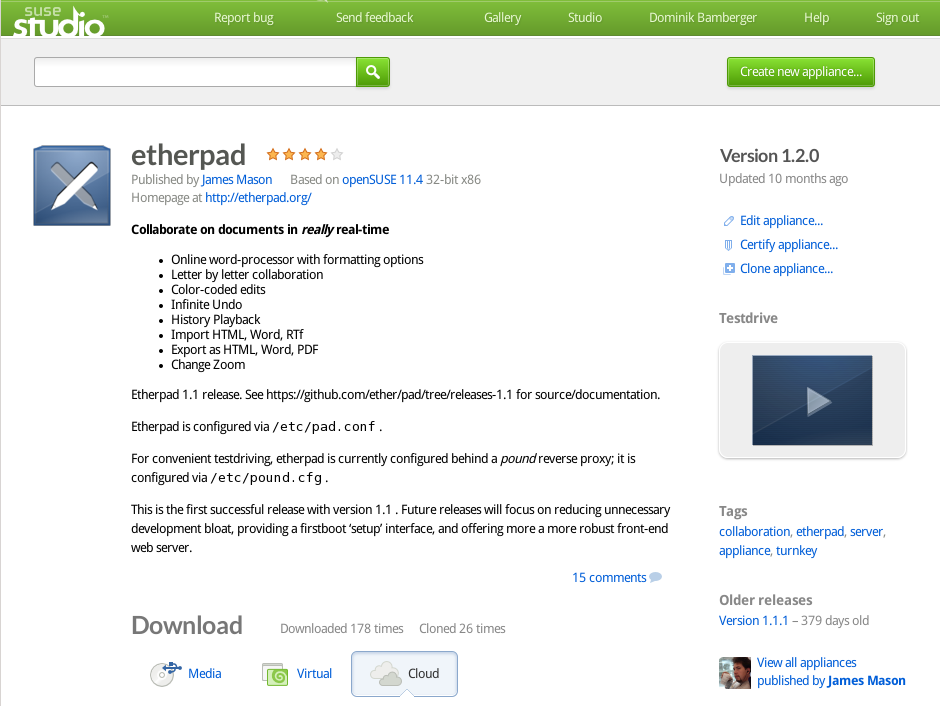 suse
studio
Report bug Send feedback Gallery Studio Dominik Bamberger Help Sign out
Create new appliance...
etherpad
Published by James Mason Based on openSUSE 11.4 32-bit x86
Homepage at http://etherpad.org/
Collaborate on documents in really real-time
• Online word-processor with formatting options
• Letter by letter collaboration
• Color-coded edits
• Infinite Undo
• History Playback
• Import HTML, Word, RTf
• Export as HTML, Word, PDF
• Change Zoom
Etherpad 1.1 release. See https://github.com/ether/pad/tree/releases-1.1 for source/documentation.
Etherpad is configured via /etc/pad.conf .
For convenient testdriving, etherpad is currently configured behind a pound reverse proxy; it is
configured via /etc/pound.cfg .
This is the first successful release with version 1.1 . Future releases will focus on reducing unnecessary
development bloat, providing a firstboot ‘setup’ interface, and offering more a more robust front-end
web server.
15 comments
Download Downloaded 178 times Cloned 26 times
Media Virtual Cloud
Version 1.2.0
Updated 10 months ago
Edit appliance...
Certify appliance...
Clone appliance...
Testdrive
Tags
collaboration, etherpad, server,
appliance, turnkey
Older releases
Version 1.1.1 – 379 days old
View all appliances
published by James Mason